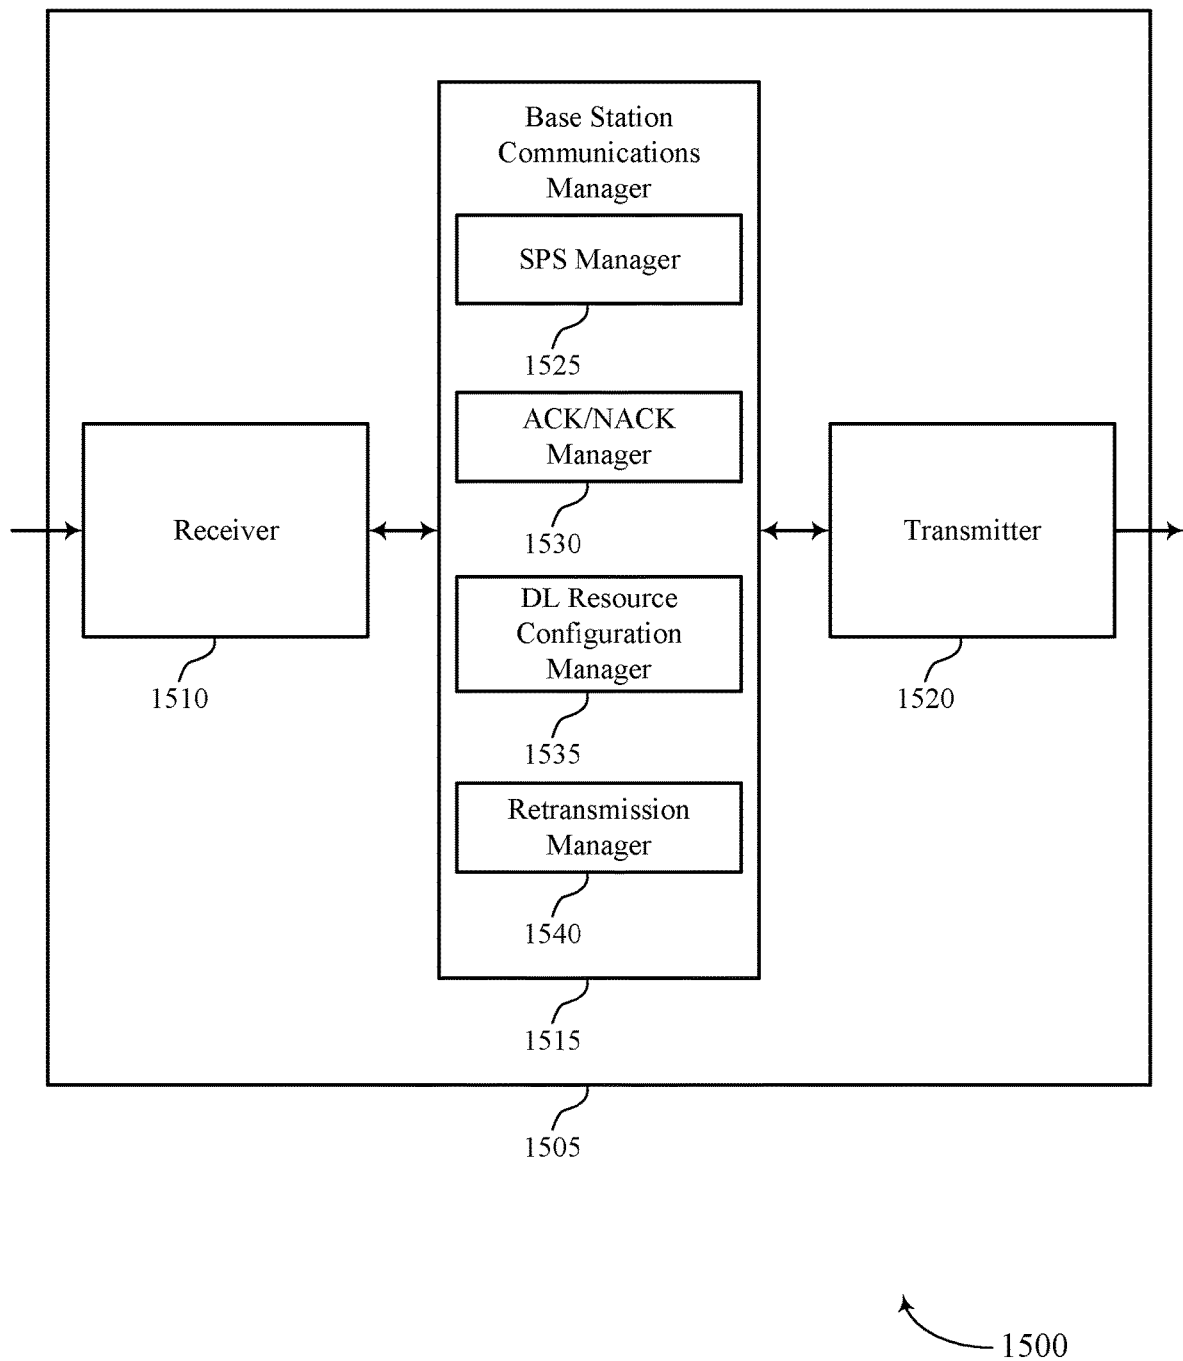 Base Station
Communications
Manager
SPS Manager
1525
ACK/NACK
Manager
1530
Receiver
1510
Transmitter
1520
DL Resource
Configuration
Manager
1535
Retransmission
Manager
1540
1515
1505
1500